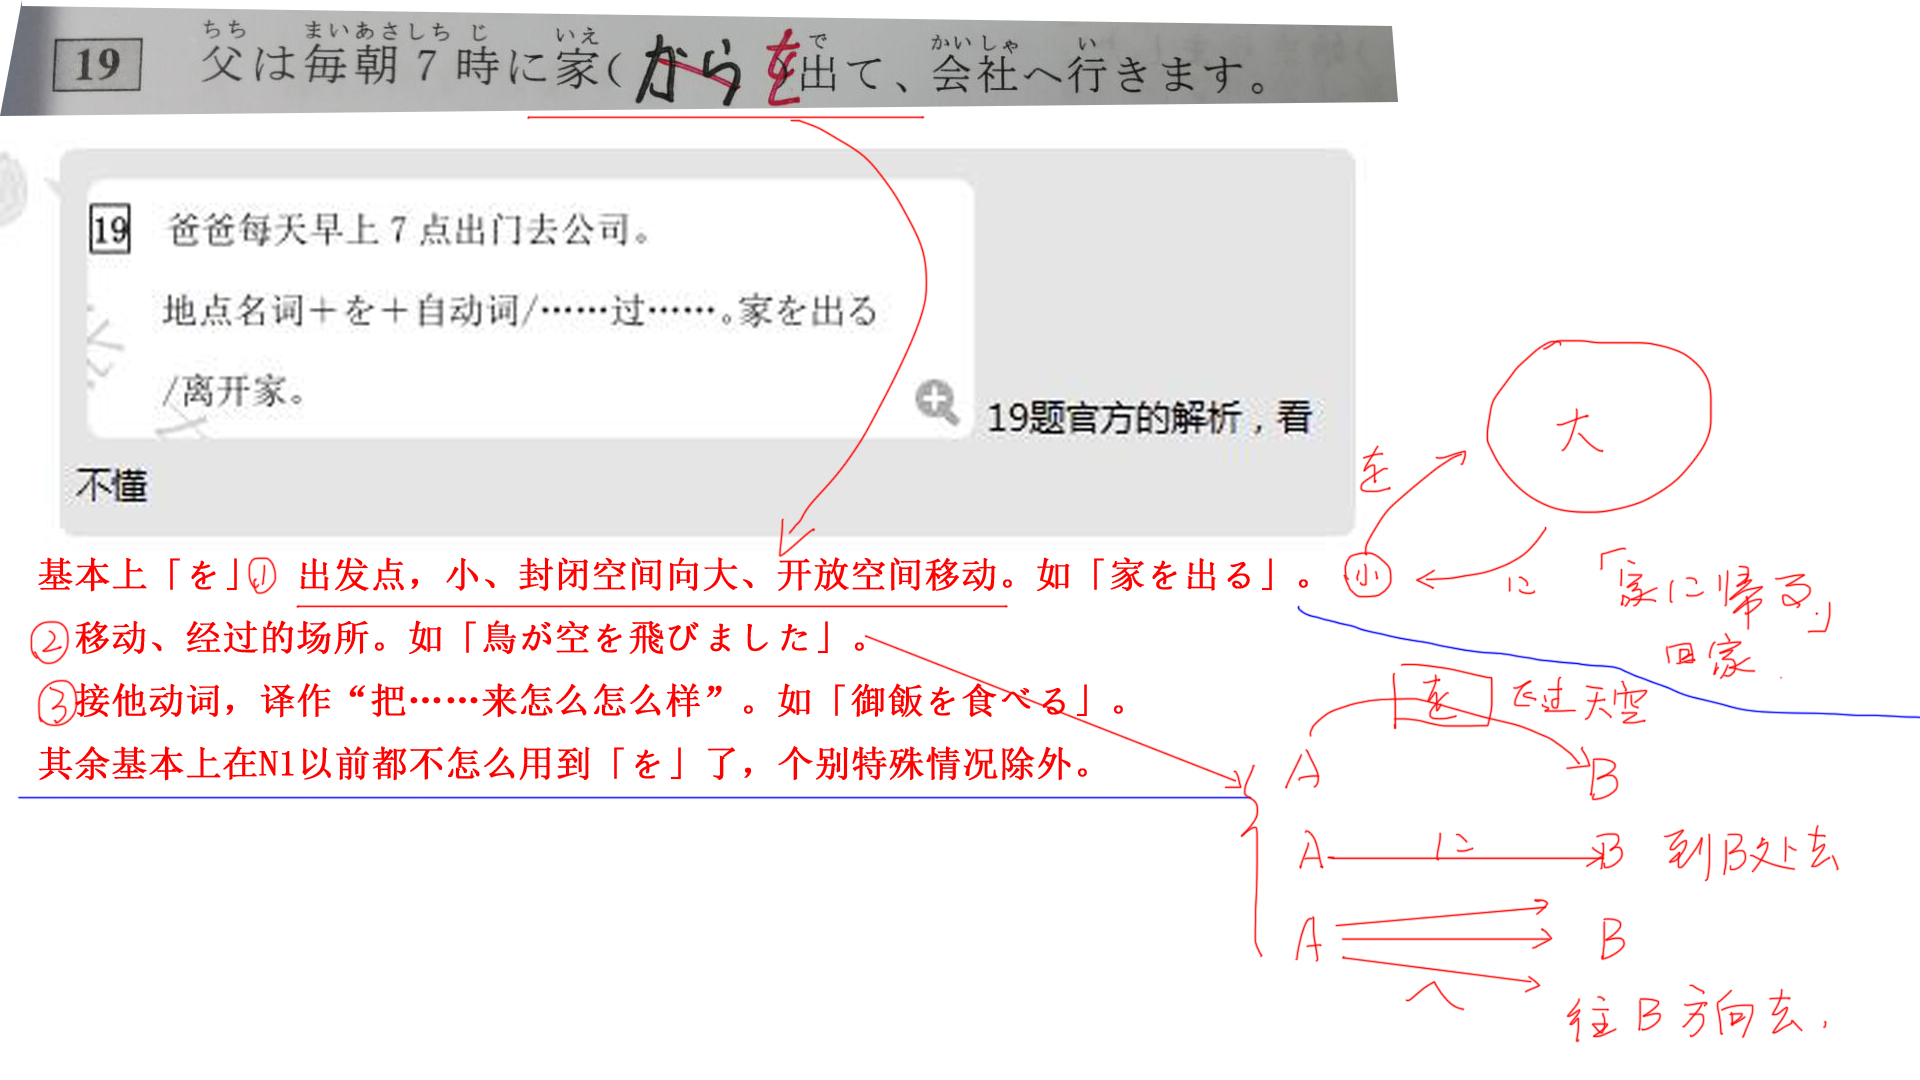 ちち まいあさしち じ いえ で かいしゃ い
19 父は毎朝7時に家(からを出て、会社へ行きます。
19 爸爸每天早上7点出门去公司。
地点名词＋を＋自动词/……过……。家を出る
/离开家。
19题官方的解析，看
不懂
基本上「を」① 出发点，小、封闭空间向大、开放空间移动。如「家を出る」。
②移动、经过的场所。如「鳥が空を飛びました」。
③接他动词，译作“把……来怎么怎么样”。如「御飯を食べる」。
其余基本上在N1以前都不怎么用到「を」了，个别特殊情况除外。
大
を
小
に 「家に帰る」
回家
を 飞过天空
A B
A に B 到B处去
A B
へ
往B方向去.